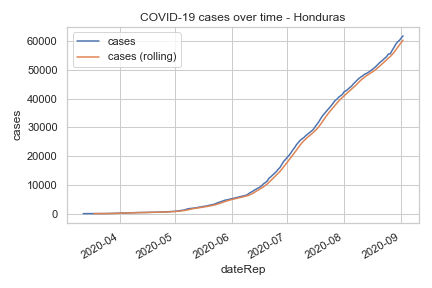 COVID-19 cases over time - Honduras
cases
cases (rolling)
60000
50000
40000
30000
20000
10000
0
cases
2020-04
2020-05
2020-06
2020-07
2020-08
2020-09
dateRep